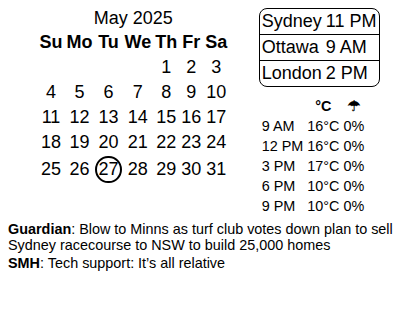 May 2025
Su Mo Tu We Th Fr Sa
1 2 3
4 5 6 7 8 9 10
11 12 13 14 15 16 17
18 19 20 21 22 23 24
25 26 27 28 29 30 31
Sydney 11 PM
Ottawa 9 AM
London 2 PM
°C ☂
9 AM 16°C 0%
12 PM 16°C 0%
3 PM 17°C 0%
6 PM 10°C 0%
9 PM 10°C 0%
Guardian: Blow to Minns as turf club votes down plan to sell
Sydney racecourse to NSW to build 25,000 homes
SMH: Tech support: It’s all relative